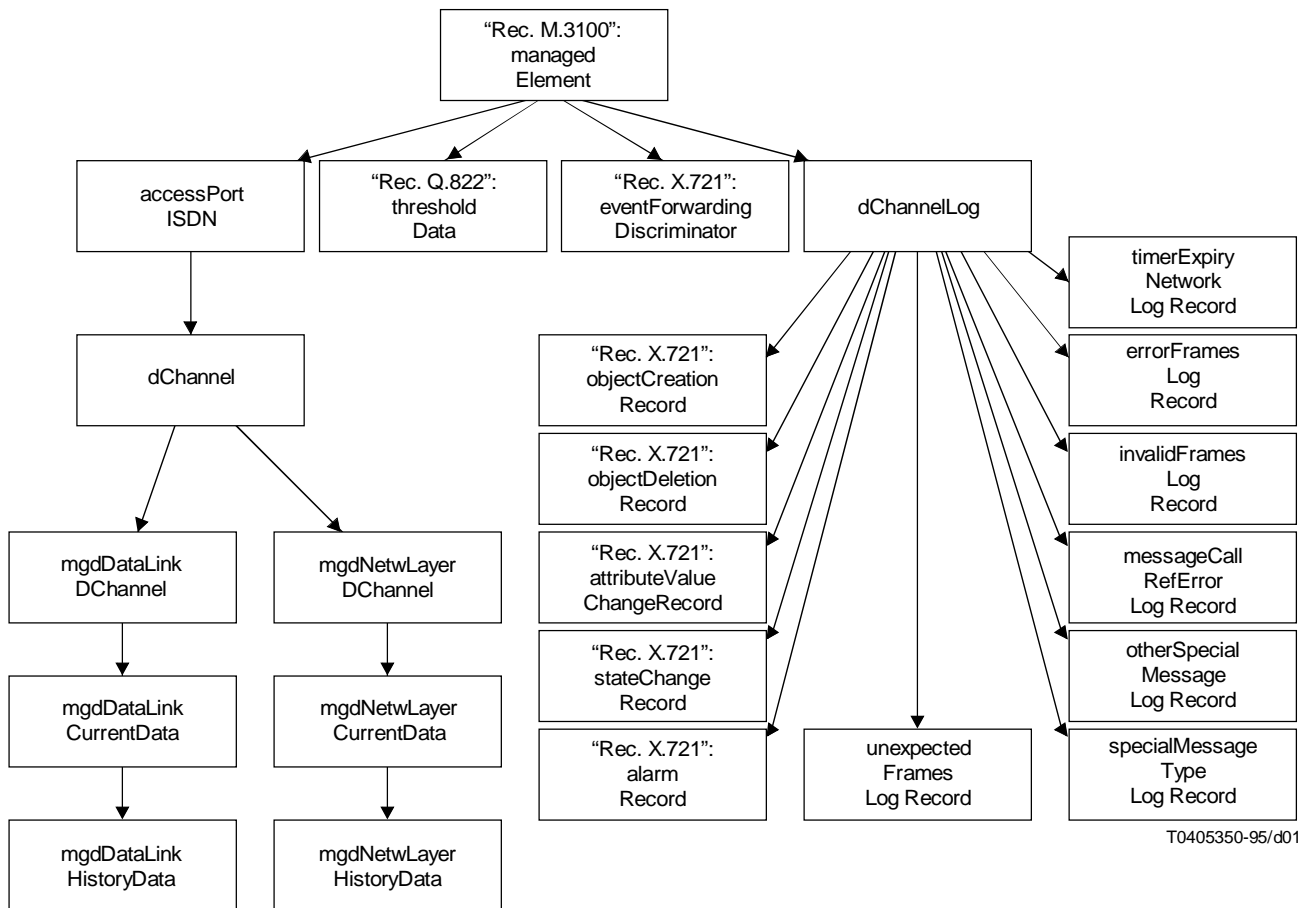 “Rec. M.3100”:
managed
Element
accessPort
ISDN
“Rec. Q.822”:
threshold
Data
“Rec. X.721”:
eventForwarding
Discriminator
dChannelLog
timerExpiry
Network
Log Record
dChannel
“Rec. X.721”:
objectCreation
Record
errorFrames
Log
Record
“Rec. X.721”:
objectDeletion
Record
invalidFrames
Log
Record
mgdDataLink
DChannel
mgdNetwLayer
DChannel
“Rec. X.721”:
attributeValue
ChangeRecord
messageCall
RefError
Log Record
mgdDataLink
CurrentData
mgdNetwLayer
CurrentData
“Rec. X.721”:
stateChange
Record
otherSpecial
Message
Log Record
“Rec. X.721”:
alarm
Record
unexpected
Frames
Log Record
specialMessage
Type
Log Record
mgdDataLink
HistoryData
mgdNetwLayer
HistoryData
T0405350-95/d01